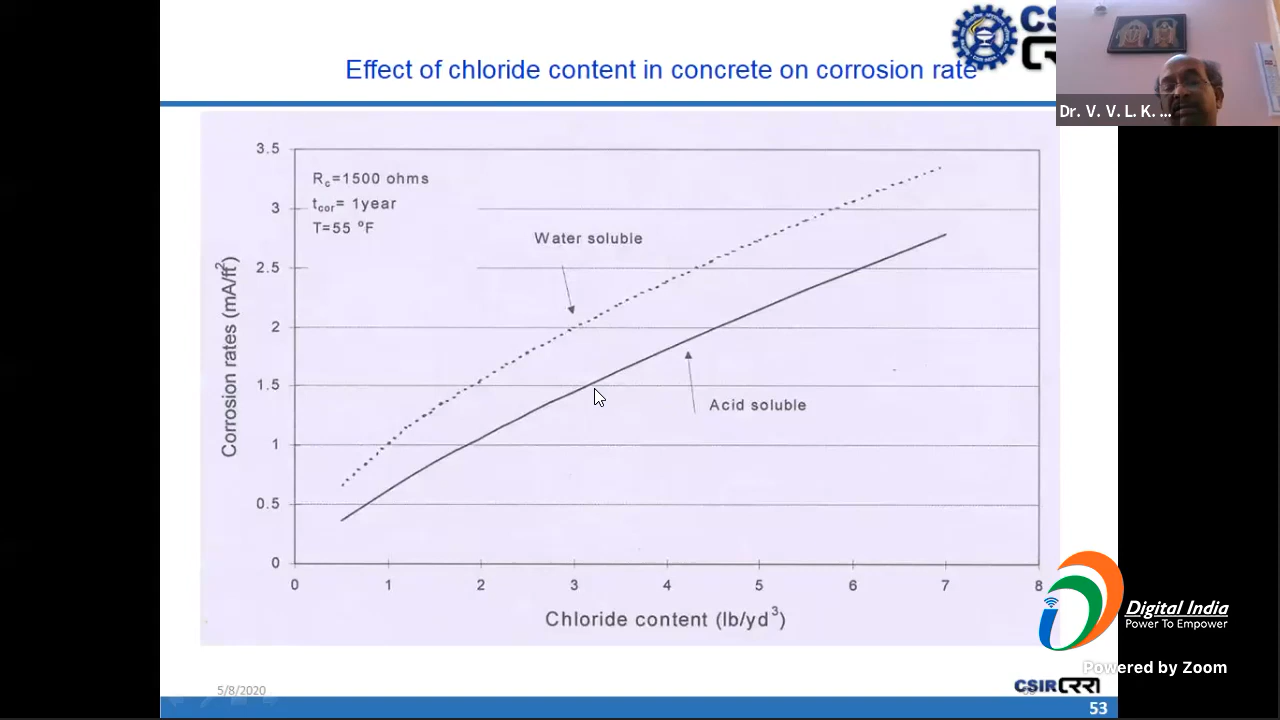 CS
CRR
Effect of chloride content in concrete on corrosion rate
Dr. V. V. L. K. ...
3.5
3
2.5
2
1.5
1
0.5
0
Rc=1500 ohms
tcor= 1year
T=55 °F
Water soluble
Acid soluble
Corrosion rates (mA/ft2)
0 1 2 3 4 5 6 7 8
Chloride content (lb/yd3)
Digital India
Power To Empower
Powered by Zoom
5/8/2020
CSIR CRRI
53